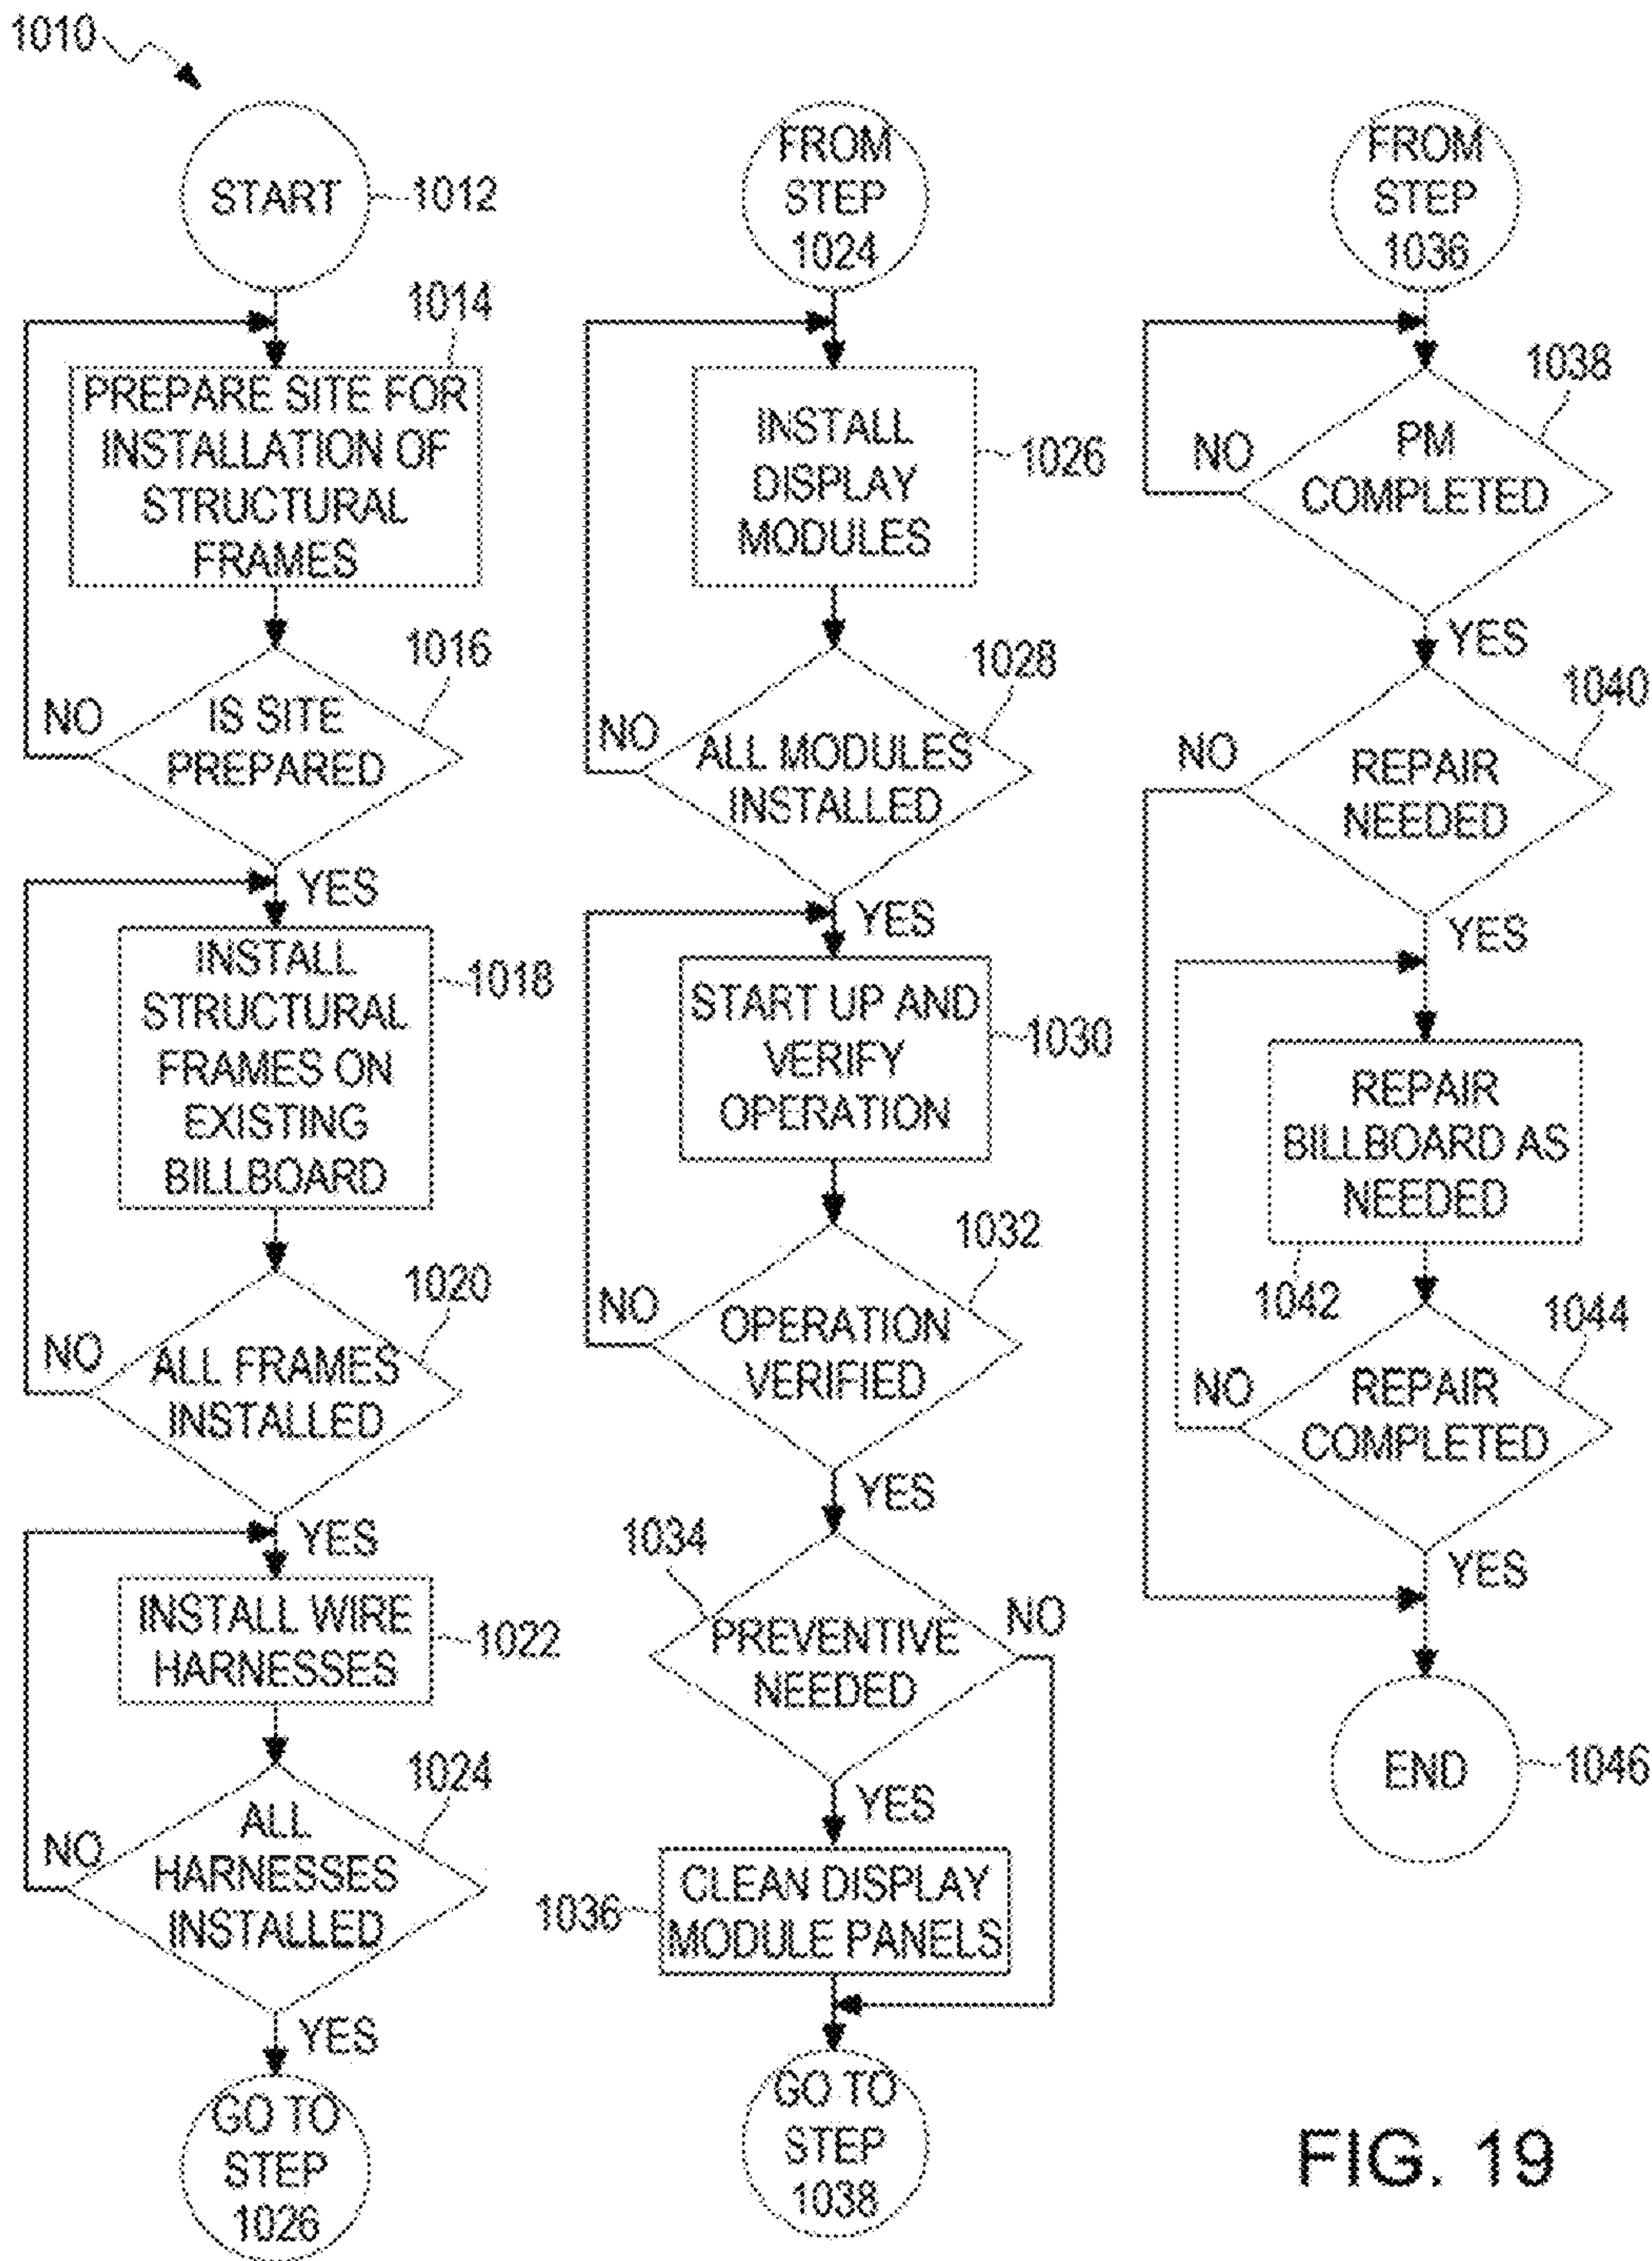 1010
START
1012
1014
PREPARE SITE FOR
INSTALLATION OF
STRUCTURAL
FRAMES
1016
NO
IS SITE
PREPARED
YES
INSTALL
STRUCTURAL
FRAMES ON
EXISTING
BILLBOARD
1018
1020
NO
ALL FRAMES
INSTALLED
YES
INSTALL WIRE
HARNESSES
1022
1024
NO
ALL
HARNESSES
INSTALLED
YES
GO TO
STEP
1026
FROM
STEP
1024
INSTALL
DISPLAY
MODULES
1026
1028
NO
ALL MODULES
INSTALLED
YES
START UP AND
VERIFY
OPERATION
1030
1032
NO
OPERATION
VERIFIED
YES
1034
NO
PREVENTIVE
NEEDED
YES
1036
CLEAN DISPLAY
MODULE PANELS
GO TO
STEP
1038
FROM
STEP
1036
1038
NO
PM
COMPLETED
YES
1040
NO
REPAIR
NEEDED
YES
REPAIR
BILLBOARD AS
NEEDED
1042
1044
NO
REPAIR
COMPLETED
YES
END
1046
FIG. 19